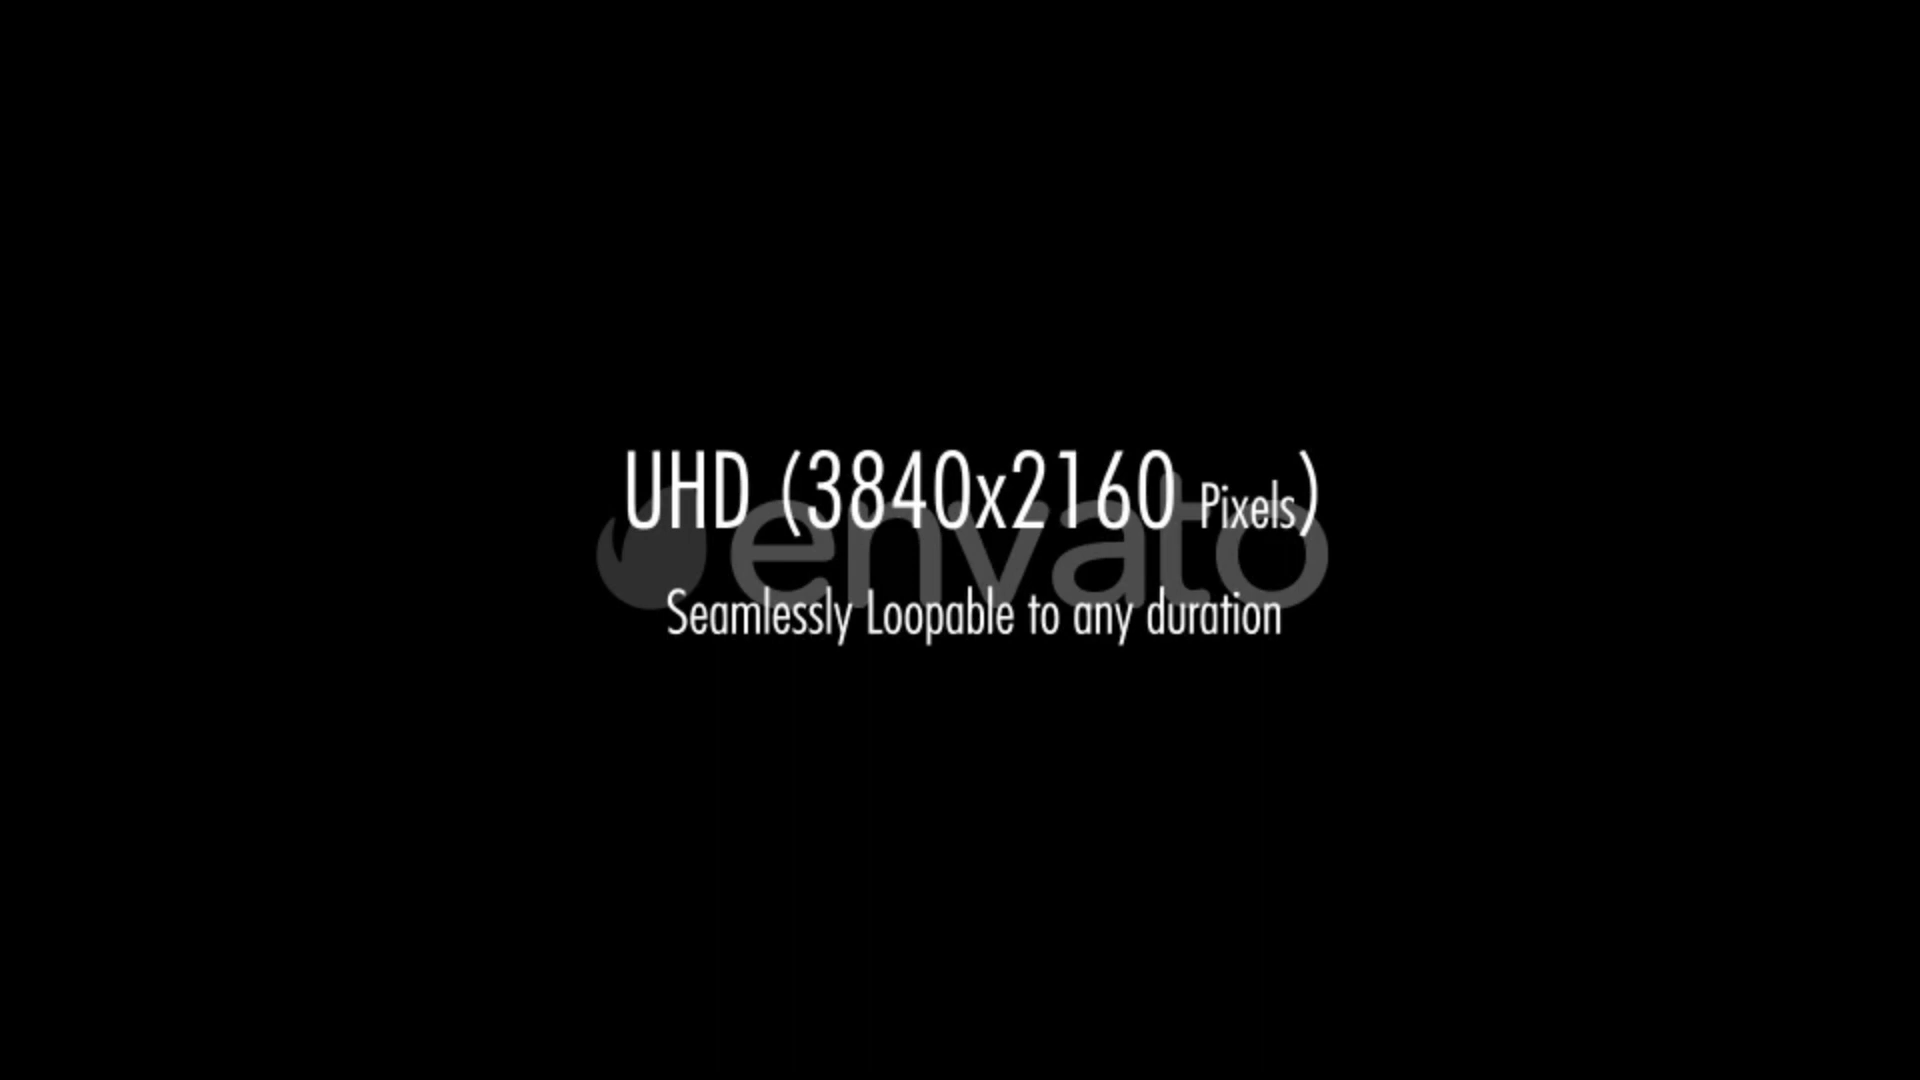 UHD (3840x2160 Pixels)
envato
Seamlessly Loopable to any duration